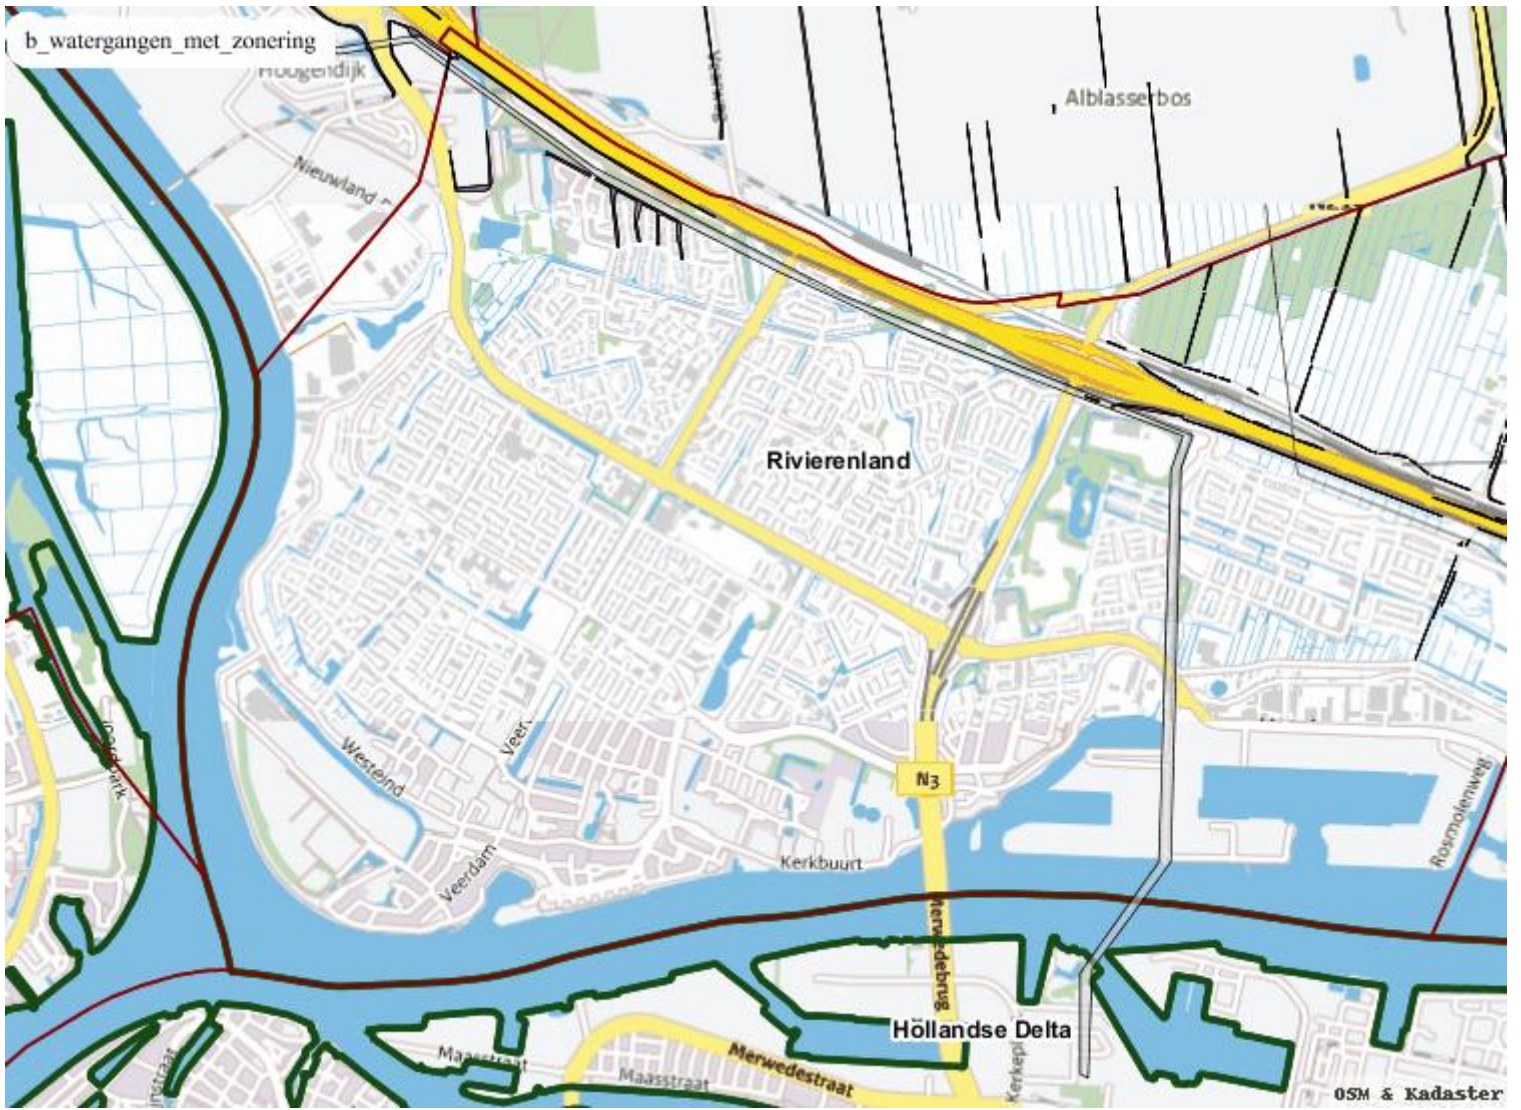 b_watergangen_met_zonering
Hoogendijk
Alblasserbos
Nieuwland
Rivierenland
Veer
Westeind
N3
Rosmolenweg
Veerdam
Kerkbuurt
Merwedebrug
Hollandse Delta
Maasstraat
Merwedestraat
Maasstraat
OSM & Kadaster